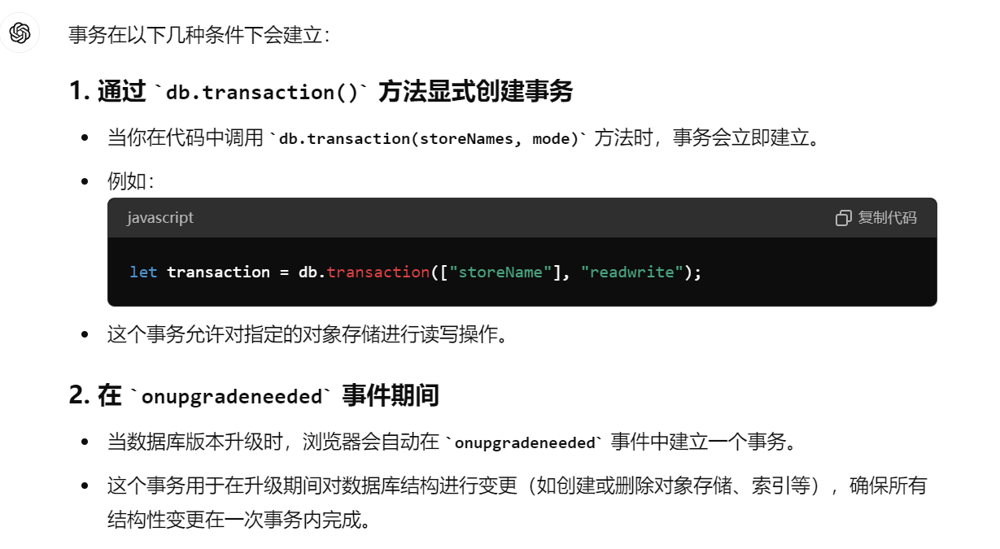 事务在以下几种条件下会建立：
1. 通过 `db.transaction()` 方法显式创建事务
• 当你在代码中调用 `db.transaction(storeNames, mode)` 方法时，事务会立即建立。
• 例如：
javascript
复制代码
let transaction = db.transaction(["storeName"], "readwrite");
• 这个事务允许对指定的对象存储进行读写操作。
2. 在 `onupgradeneeded` 事件期间
• 当数据库版本升级时，浏览器会自动在 `onupgradeneeded` 事件中建立一个事务。
• 这个事务用于在升级期间对数据库结构进行变更（如创建或删除对象存储、索引等），确保所有
结构性变更在一次事务内完成。